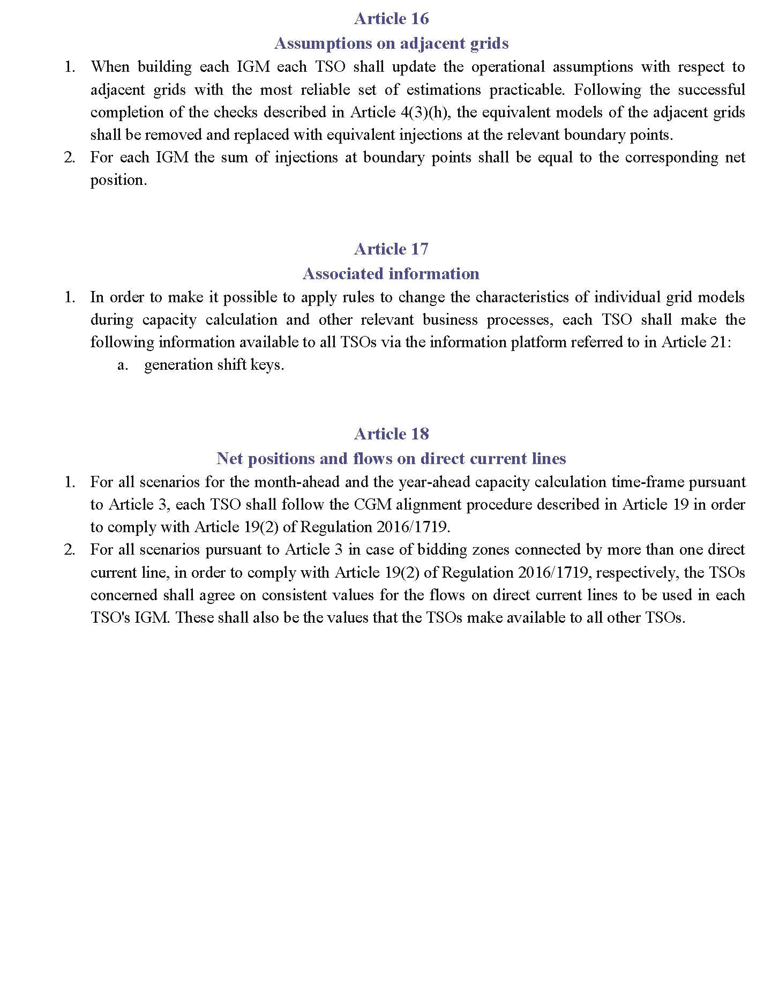 Article 16
Assumptions on adjacent grids
1. When building each IGM each TSO shall update the operational assumptions with respect to
adjacent grids with the most reliable set of estimations practicable. Following the successful
completion of the checks described in Article 4(3)(h), the equivalent models of the adjacent grids
shall be removed and replaced with equivalent injections at the relevant boundary points.
2. For each IGM the sum of injections at boundary points shall be equal to the corresponding net
position.
Article 17
Associated information
1. In order to make it possible to apply rules to change the characteristics of individual grid models
during capacity calculation and other relevant business processes, each TSO shall make the
following information available to all TSOs via the information platform referred to in Article 21:
a. generation shift keys.
Article 18
Net positions and flows on direct current lines
1. For all scenarios for the month-ahead and the year-ahead capacity calculation time-frame pursuant
to Article 3, each TSO shall follow the CGM alignment procedure described in Article 19 in order
to comply with Article 19(2) of Regulation 2016/1719.
2. For all scenarios pursuant to Article 3 in case of bidding zones connected by more than one direct
current line, in order to comply with Article 19(2) of Regulation 2016/1719, respectively, the TSOs
concerned shall agree on consistent values for the flows on direct current lines to be used in each
TSO's IGM. These shall also be the values that the TSOs make available to all other TSOs.